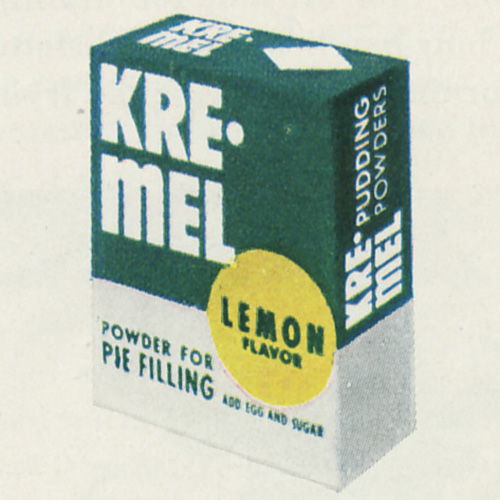 KRE•
MEL
KRE•
MEL
LEMON
FLAVOR
POWDER FOR
PIE FILLING
ADD EGG AND SUGAR
KRE•
MEL
PUDDING
POWDERS